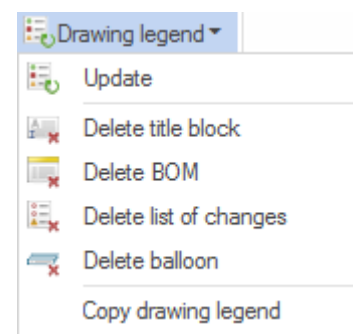 Drawing legend
Update
Delete title block
Delete BOM
Delete list of changes
Delete balloon
Copy drawing legend